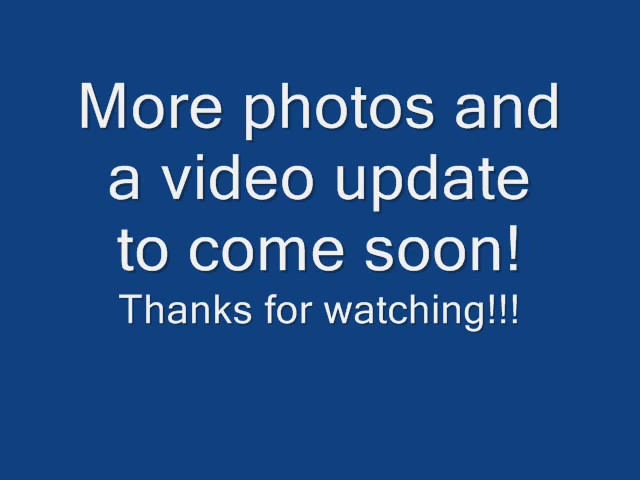 More photos and
a video update
to come soon!
Thanks for watching!!!